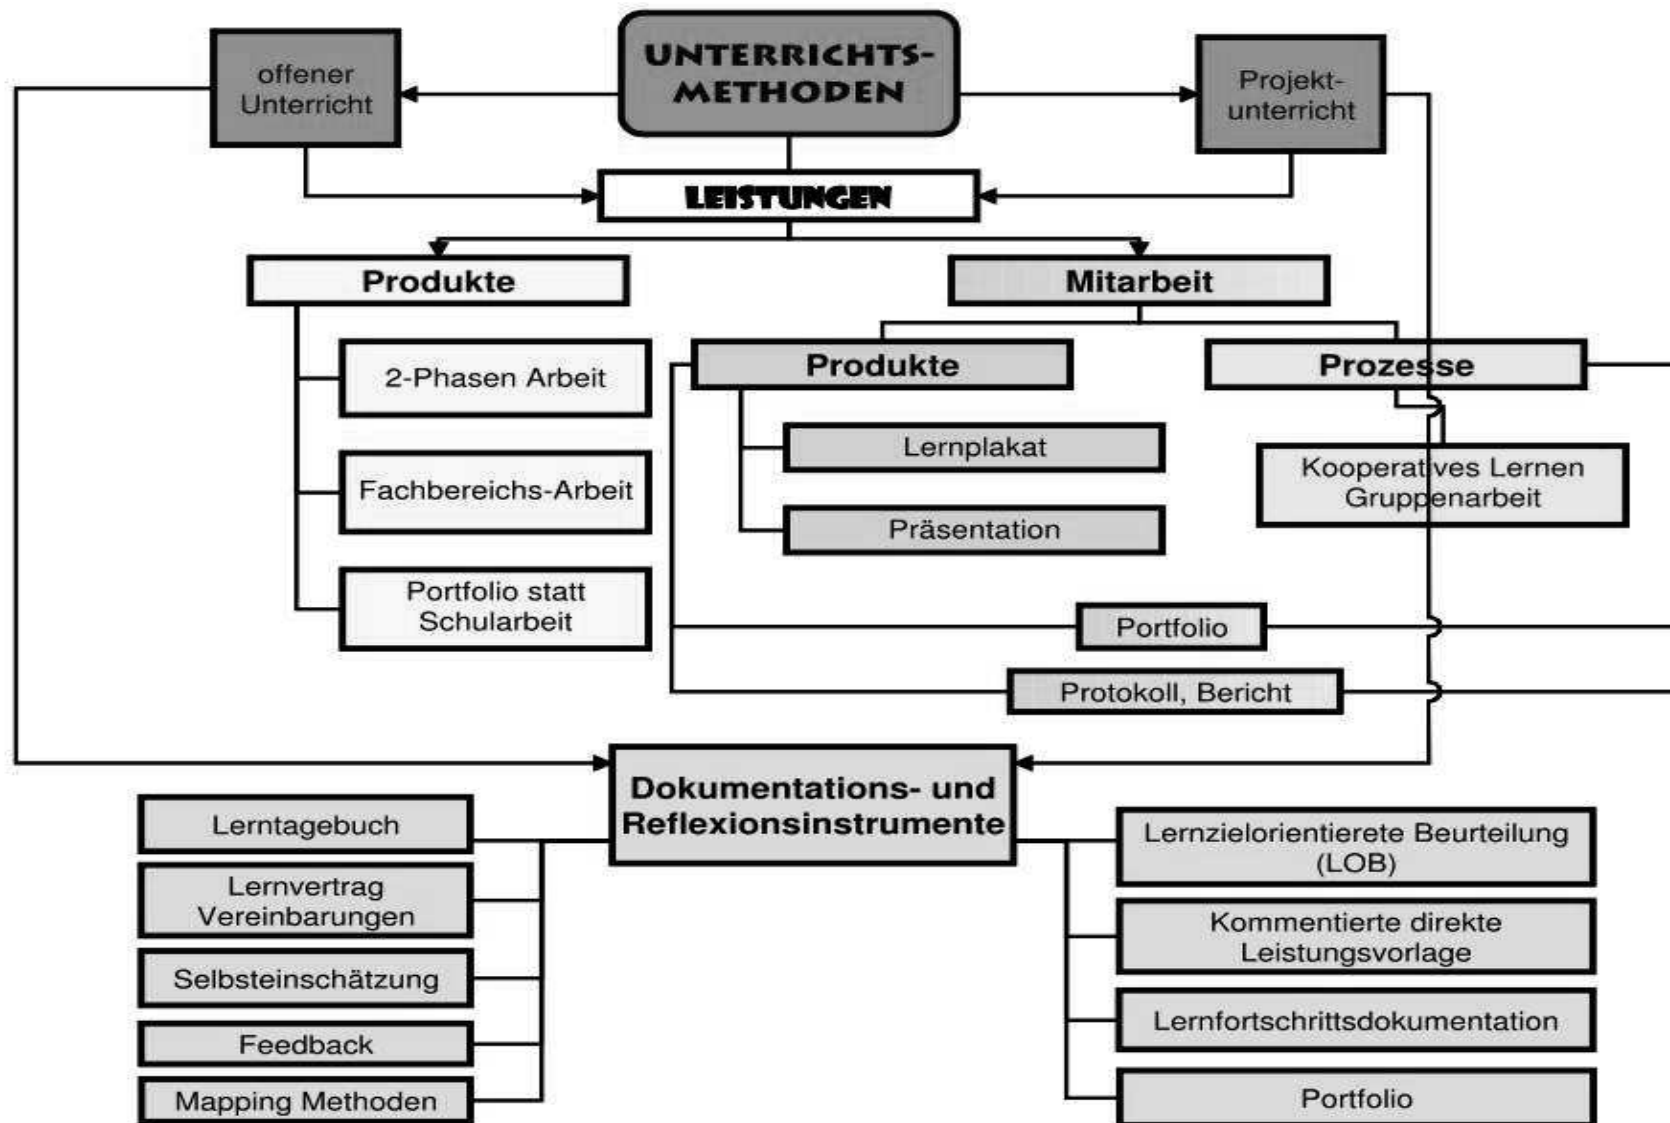 UNTERRICHTS-
METHODEN
offener
Unterricht
Projekt-
unterricht
LEISTUNGEN
Produkte
Mitarbeit
2-Phasen Arbeit
Fachbereichs-Arbeit
Portfolio statt
Schularbeit
Produkte
Prozesse
Lernplakat
Präsentation
Kooperatives Lernen
Gruppenarbeit
Portfolio
Protokoll, Bericht
Dokumentations- und
Reflexionsinstrumente
Lerntagebuch
Lernvertrag
Vereinbarungen
Selbsteinschätzung
Feedback
Mapping Methoden
Lernzielorientierete Beurteilung
(LOB)
Kommentierte direkte
Leistungsvorlage
Lernfortschrittsdokumentation
Portfolio